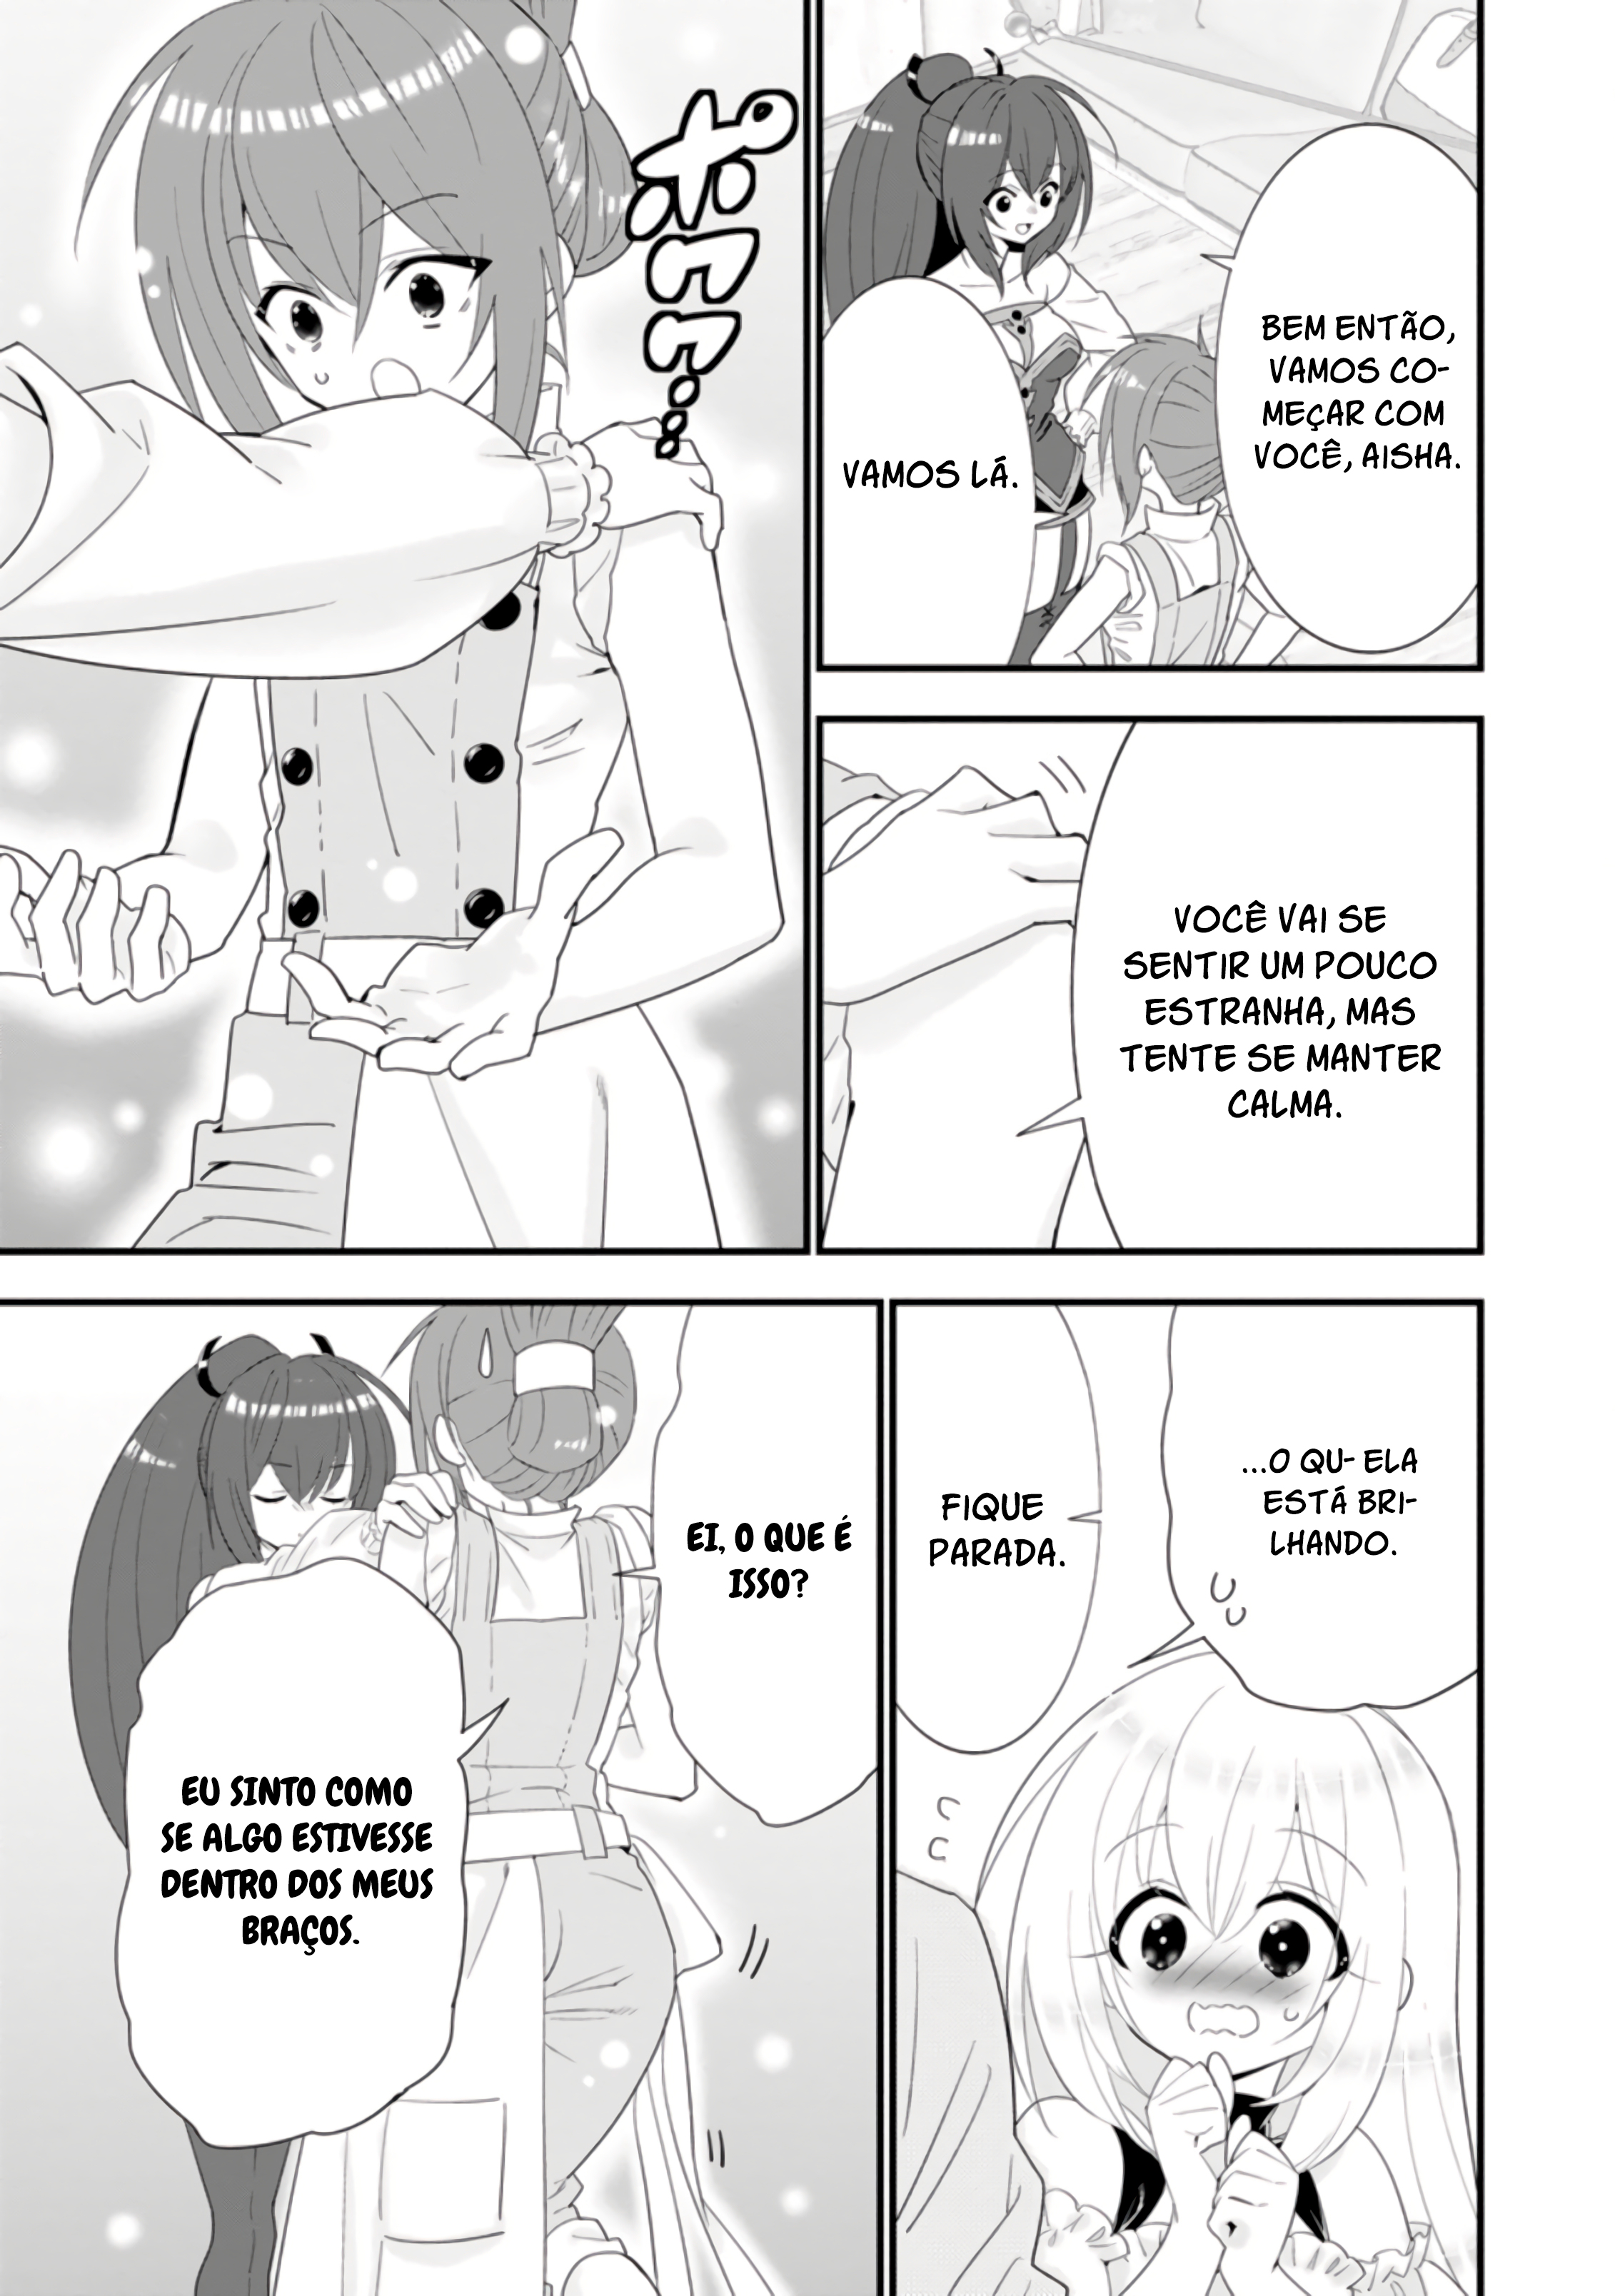 BEM ENTÃO,
VAMOS CO-
MEÇAR COM
VOCÊ, AISHA.
VAMOS LÁ.
VOCÊ VAI SE
SENTIR UM POUCO
ESTRANHA, MAS
TENTE SE MANTER
CALMA.
ポワワ...
...O QU- ELA
ESTÁ BRI-
LHANDO.
FIQUE
PARADA.
EI, O QUE É
ISSO?
EU SINTO COMO
SE ALGO ESTIVESSE
DENTRO DOS MEUS
BRAÇOS.